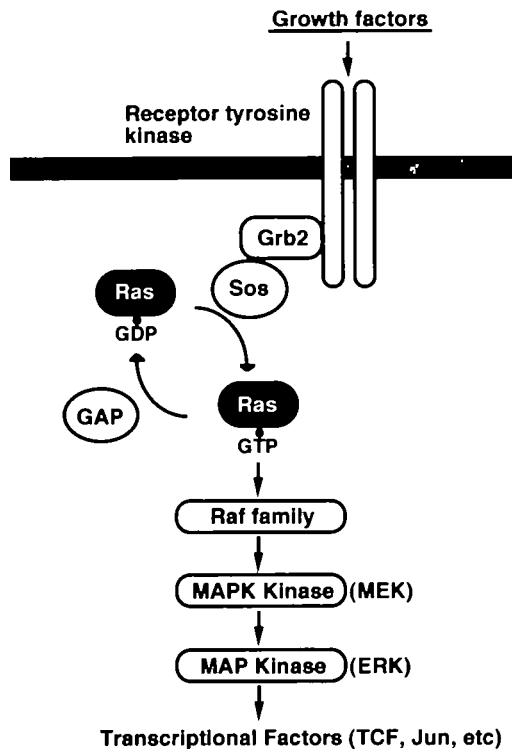 Growth factors
Receptor tyrosine
kinase
Grb2
Sos
Ras
GDP
GAP
Ras
GTP
Raf family
MAPK Kinase (MEK)
MAP Kinase (ERK)
Transcriptional Factors (TCF, Jun, etc)